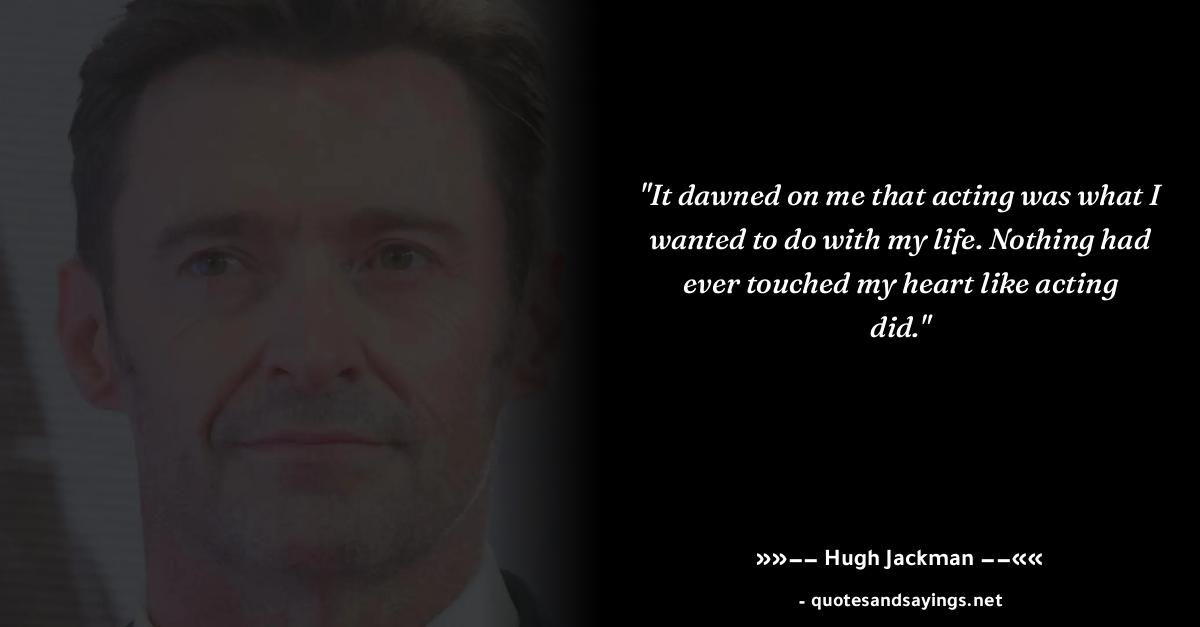 "It dawned on me that acting was what I
wanted to do with my life. Nothing had
ever touched my heart like acting
did."
»»−− Hugh Jackman −−««
- quotesandsayings.net